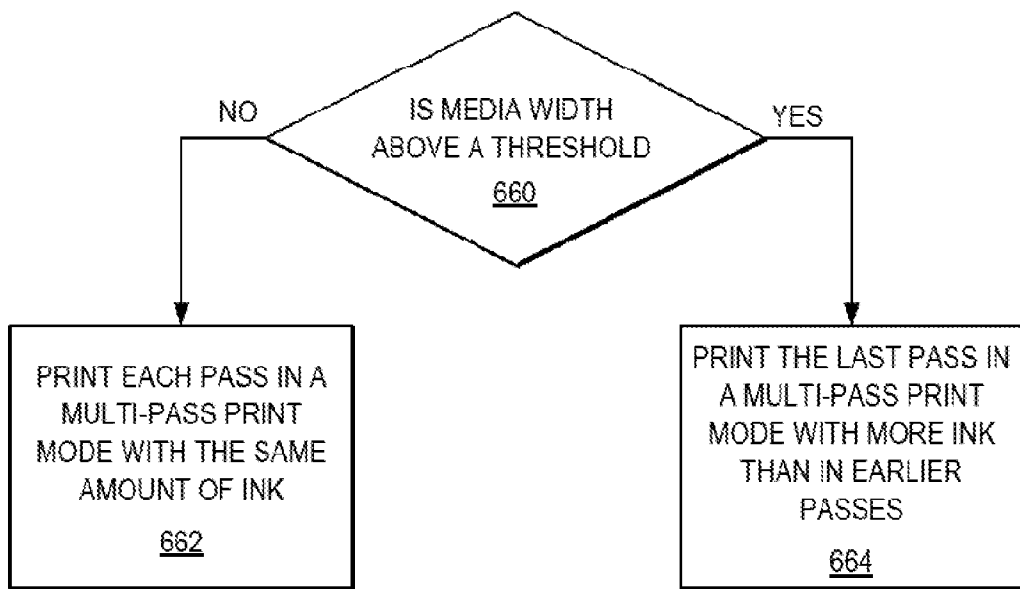 NO
IS MEDIA WIDTH
ABOVE A THRESHOLD
660
YES
PRINT EACH PASS IN A
MULTI-PASS PRINT
MODE WITH THE SAME
AMOUNT OF INK
662
PRINT THE LAST PASS IN
A MULTI-PASS PRINT
MODE WITH MORE INK
THAN IN EARLIER
PASSES
664